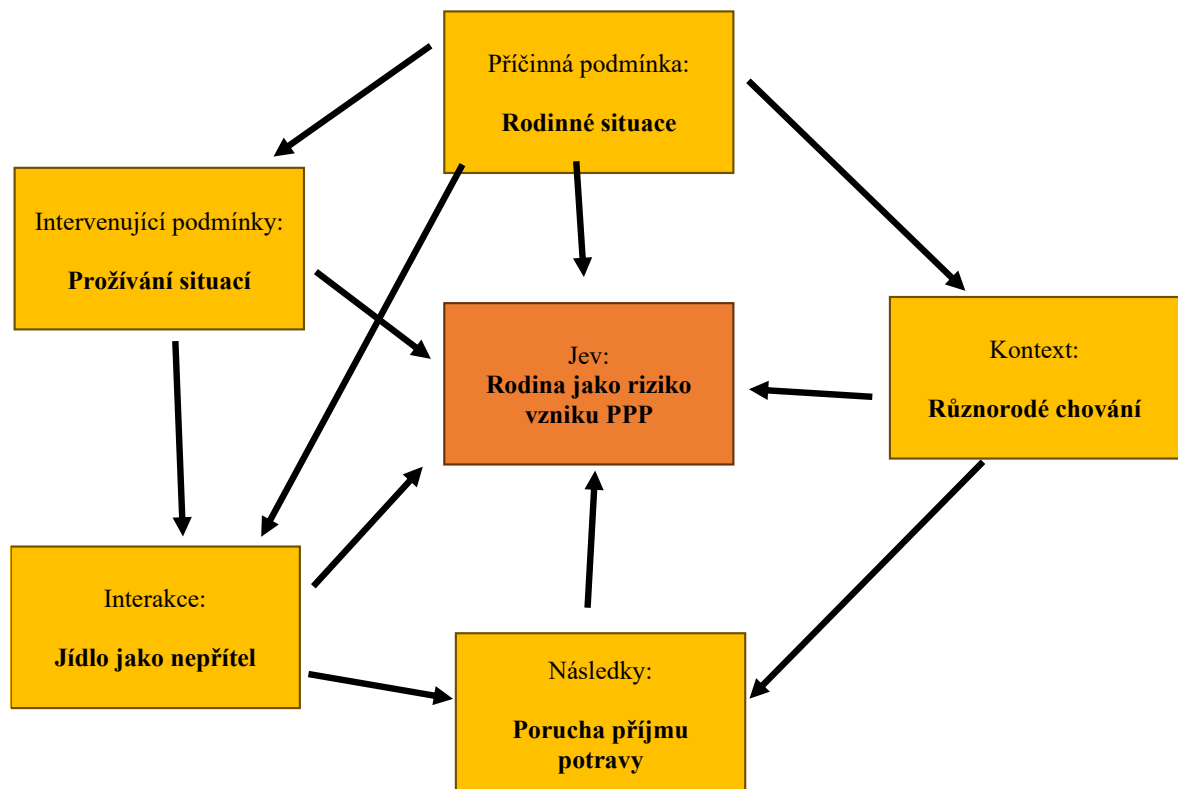 Příčinná podmínka:
Rodinné situace
Intervenující podmínky:
Prožívání situací
Jev:
Rodina jako riziko
vzniku PPP
Kontext:
Různorodé chování
Interakce:
Jídlo jako nepřítel
Následky:
Porucha příjmu
potravy